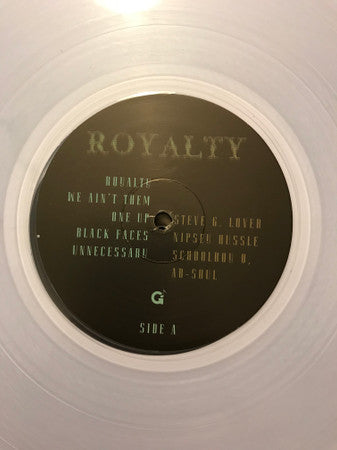 ROYALTY
ROYALTY
WE AIN'T THEM
ONE UP STEVE G. LOVER
BLACK FACES NIPSEY HUSSLE
UNNECESSARY SCHOOLBOY Q,
AB-SOUL
G
SIDE A